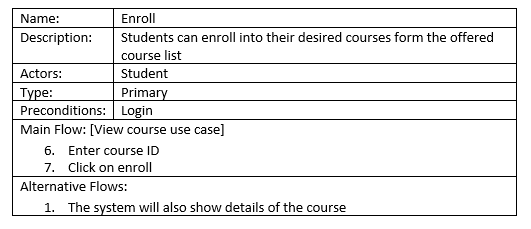 Name: Enroll
Description: Students can enroll into their desired courses form the offered
course list
Actors: Student
Type: Primary
Preconditions: Login
Main Flow: [View course use case]
6. Enter course ID
7. Click on enroll
Alternative Flows:
1. The system will also show details of the course